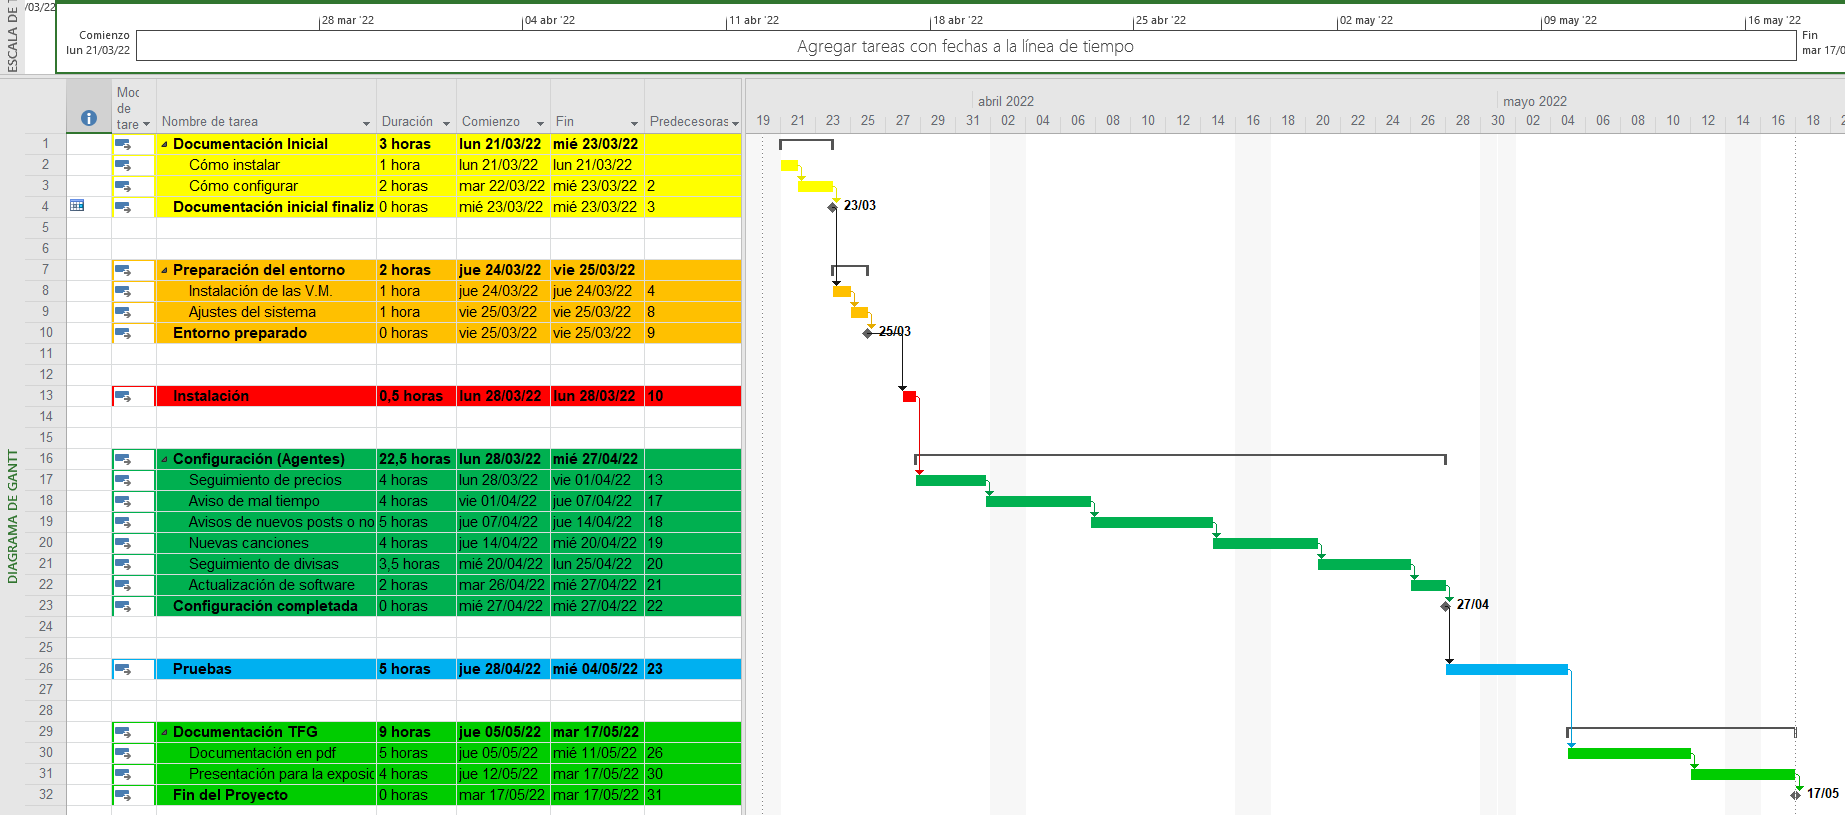 ESCALA DE T
/03/22
28 mar '22 04 abr '22 11 abr '22 18 abr '22 25 abr '22 02 may '22 09 may '22 16 may '22
Comienzo
lun 21/03/22
Agregar tareas con fechas a la línea de tiempo
Fin
mar 17/0
DIAGRAMA DE GANTT
Moc de tare Nombre de tarea Duración Comienzo Fin Predecesoras
abril 2022 mayo 2022
19 21 23 25 27 29 31 02 04 06 08 10 12 14 16 18 20 22 24 26 28 30 02 04 06 08 10 12 14 16 18 2
1 Documentación Inicial 3 horas lun 21/03/22 mié 23/03/22
2 Cómo instalar 1 hora lun 21/03/22 lun 21/03/22
3 Cómo configurar 2 horas mar 22/03/22 mié 23/03/22 2
4 Documentación inicial finaliz 0 horas mié 23/03/22 mié 23/03/22 3 23/03
5
6
7 Preparación del entorno 2 horas jue 24/03/22 vie 25/03/22
8 Instalación de las V.M. 1 hora jue 24/03/22 jue 24/03/22 4
9 Ajustes del sistema 1 hora vie 25/03/22 vie 25/03/22 8
10 Entorno preparado 0 horas vie 25/03/22 vie 25/03/22 9 25/03
11
12
13 Instalación 0,5 horas lun 28/03/22 lun 28/03/22 10
14
15
16 Configuración (Agentes) 22,5 horas lun 28/03/22 mié 27/04/22
17 Seguimiento de precios 4 horas lun 28/03/22 vie 01/04/22 13
18 Aviso de mal tiempo 4 horas vie 01/04/22 jue 07/04/22 17
19 Avisos de nuevos posts o no 5 horas jue 07/04/22 jue 14/04/22 18
20 Nuevas canciones 4 horas jue 14/04/22 mié 20/04/22 19
21 Seguimiento de divisas 3,5 horas mié 20/04/22 lun 25/04/22 20
22 Actualización de software 2 horas mar 26/04/22 mié 27/04/22 21
23 Configuración completada 0 horas mié 27/04/22 mié 27/04/22 22 27/04
24
25
26 Pruebas 5 horas jue 28/04/22 mié 04/05/22 23
27
28
29 Documentación TFG 9 horas jue 05/05/22 mar 17/05/22
30 Documentación en pdf 5 horas jue 05/05/22 mié 11/05/22 26
31 Presentación para la exposic 4 horas jue 12/05/22 mar 17/05/22 30
32 Fin del Proyecto 0 horas mar 17/05/22 mar 17/05/22 31 17/05